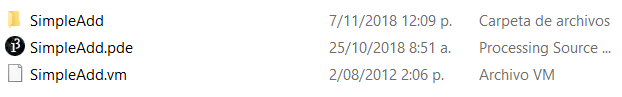 SimpleAdd 7/11/2018 12:09 p. Carpeta de archivos
SimpleAdd.pde 25/10/2018 8:51 a. Processing Source ...
SimpleAdd.vm 2/08/2012 2:06 p. Archivo VM